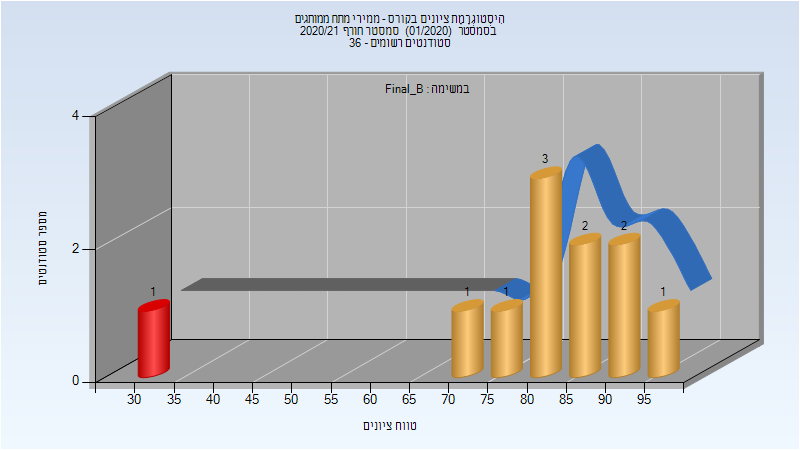 היסטוגרמת ציונים בקורס - ממירי מתח ממותגים
בסמסטר (01/2020) סמסטר חורף 2020/21
סטודנטים רשומים - 36
במשימה : Final_B
מספר סטודנטים
4
2
0
1
1
1
3
2
2
1
30 35 40 45 50 55 60 65 70 75 80 85 90 95
טווח ציונים